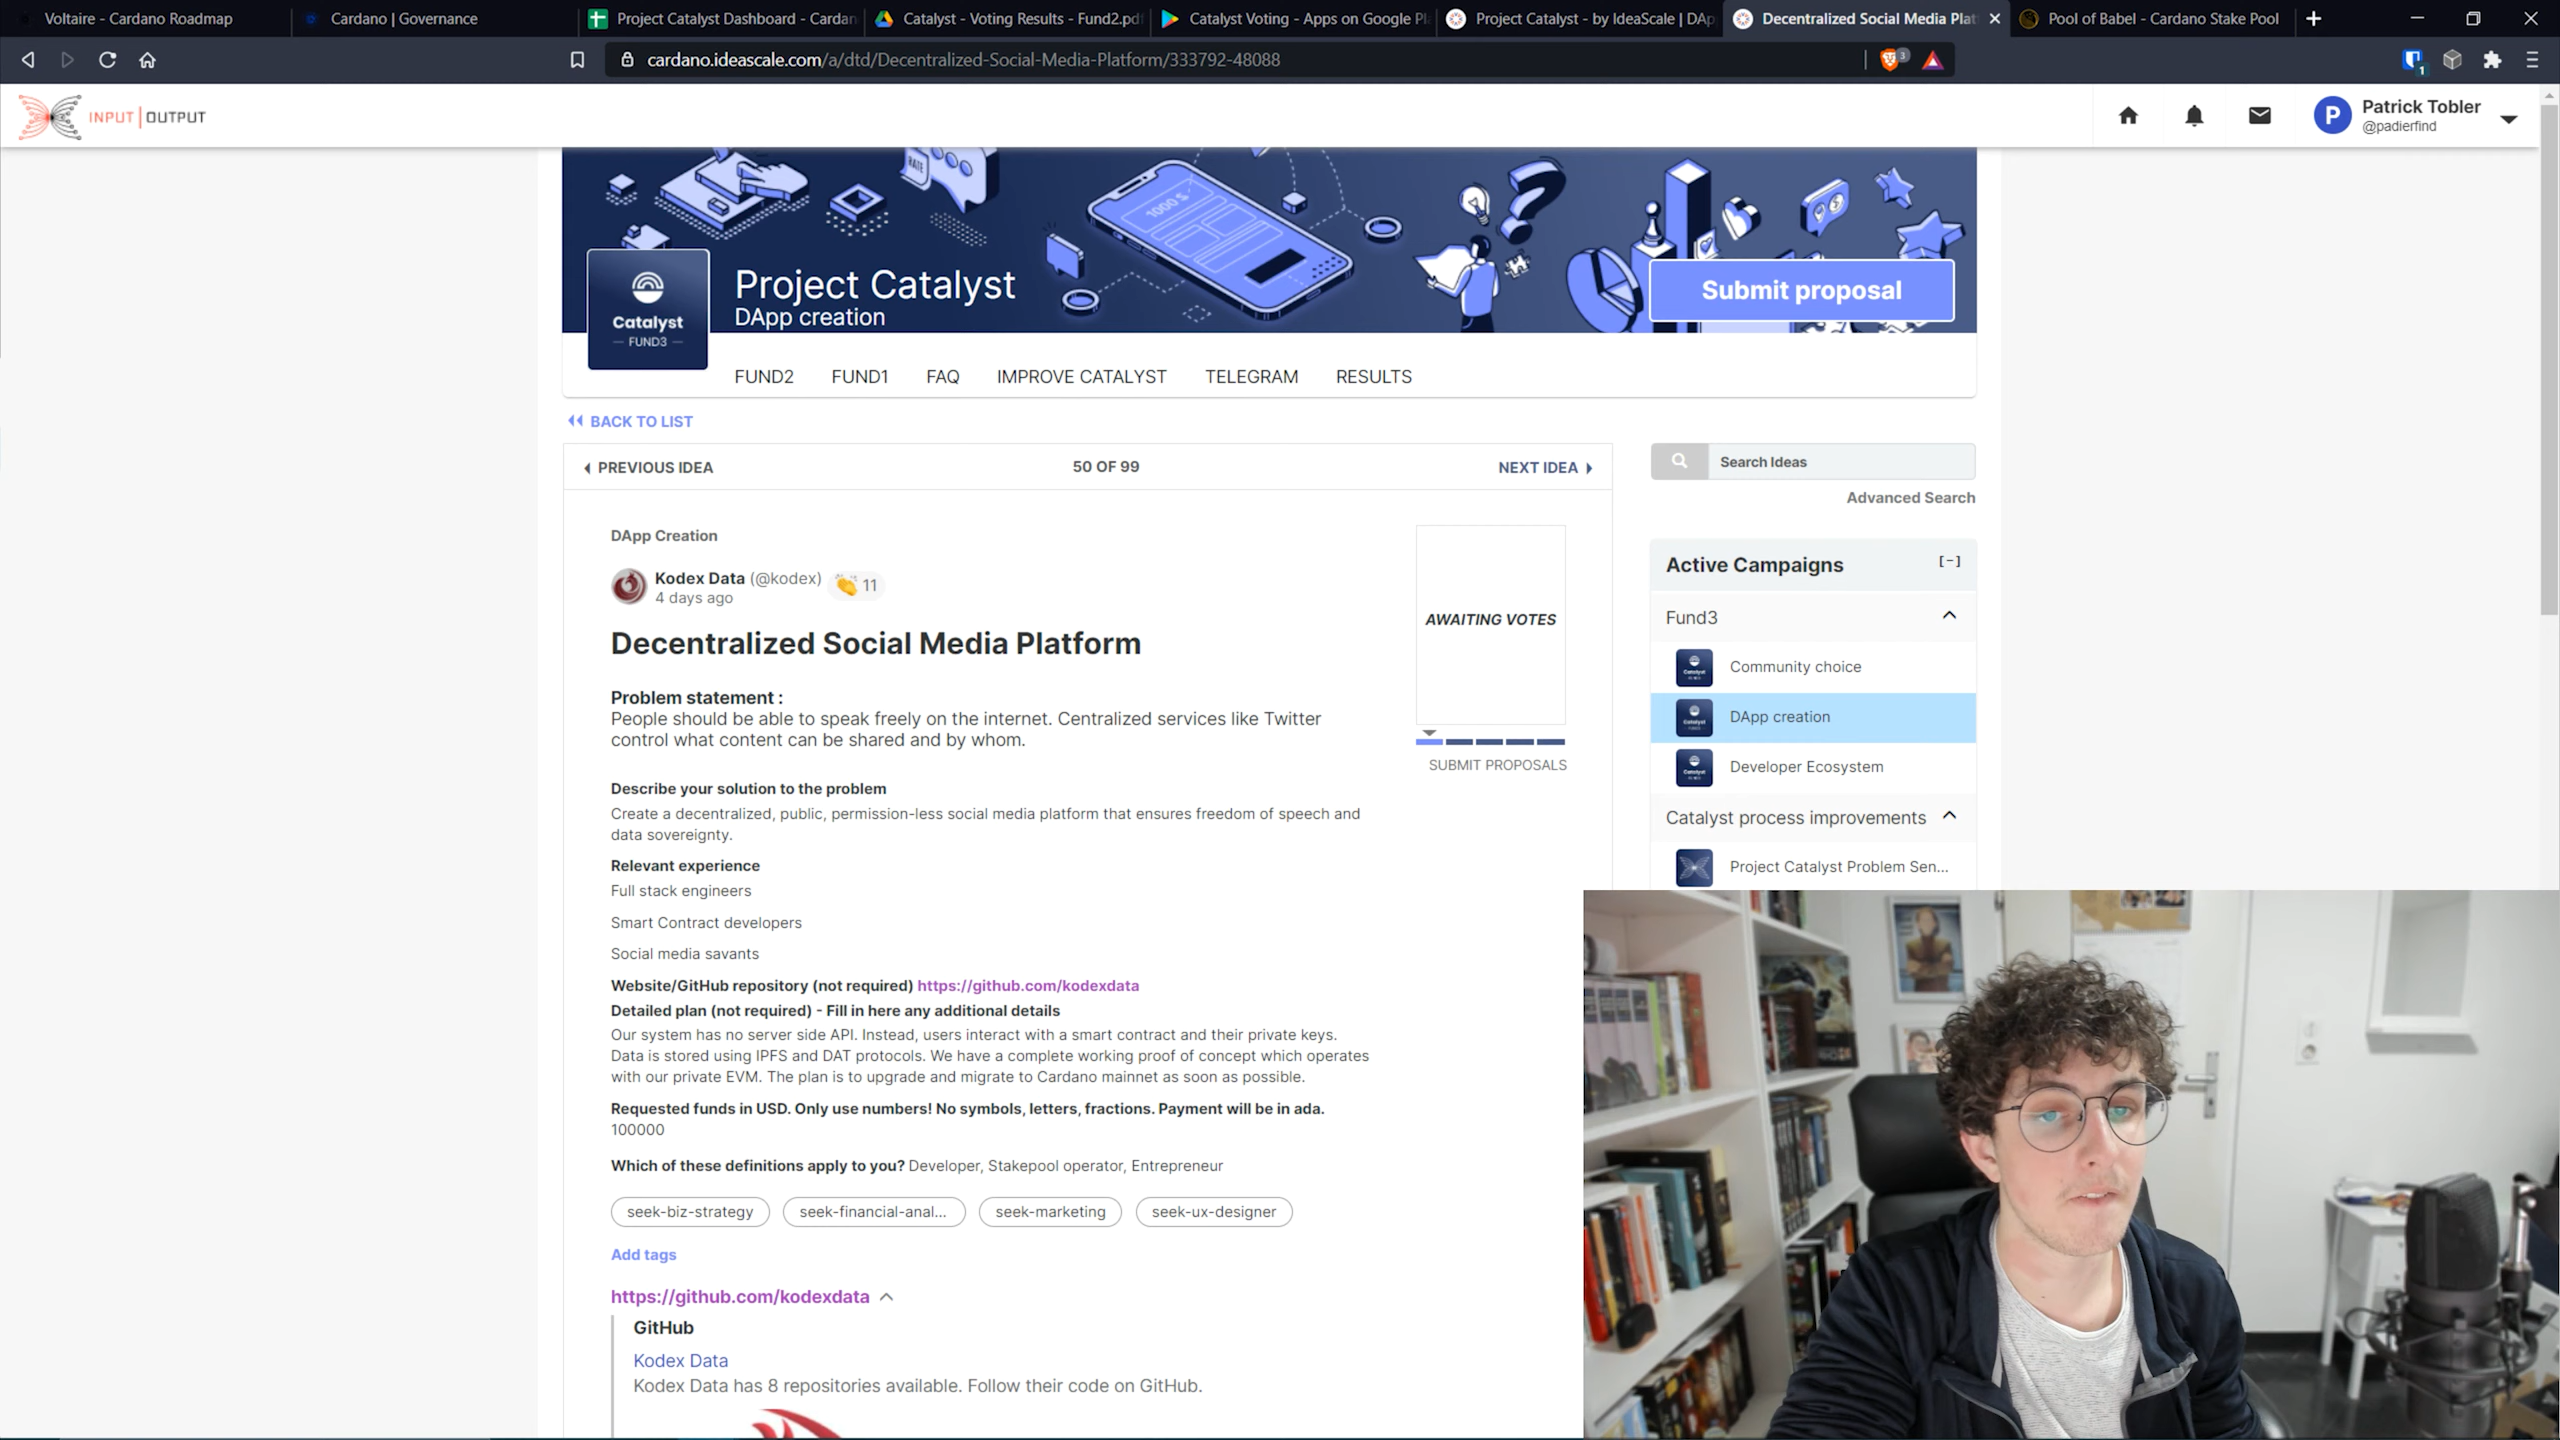 Voltaire - Cardano Roadmap
Cardano | Governance
Project Catalyst Dashboard - Cardan
Catalyst - Voting Results - Fund2.pdf
Catalyst Voting - Apps on Google Pl
Project Catalyst - by IdeaScale | DAp
Decentralized Social Media Plat
Pool of Babel - Cardano Stake Pool
cardano.ideascale.com/a/dtd/Decentralized-Social-Media-Platform/333792-48088
3
1
INPUT | OUTPUT
P
Patrick Tobler
@padierfind
RATE
1000 $
Catalyst
FUND3
Project Catalyst
DApp creation
Submit proposal
FUND2 FUND1 FAQ IMPROVE CATALYST TELEGRAM RESULTS
BACK TO LIST
PREVIOUS IDEA
50 OF 99
NEXT IDEA
Search Ideas
Advanced Search
DApp Creation
Kodex Data (@kodex)
11
4 days ago
AWAITING VOTES
SUBMIT PROPOSALS
Decentralized Social Media Platform
Problem statement :
People should be able to speak freely on the internet. Centralized services like Twitter
control what content can be shared and by whom.
Describe your solution to the problem
Create a decentralized, public, permission-less social media platform that ensures freedom of speech and
data sovereignty.
Relevant experience
Full stack engineers
Smart Contract developers
Social media savants
Website/GitHub repository (not required) https://github.com/kodexdata
Detailed plan (not required) - Fill in here any additional details
Our system has no server side API. Instead, users interact with a smart contract and their private keys.
Data is stored using IPFS and DAT protocols. We have a complete working proof of concept which operates
with our private EVM. The plan is to upgrade and migrate to Cardano mainnet as soon as possible.
Requested funds in USD. Only use numbers! No symbols, letters, fractions. Payment will be in ada.
100000
Which of these definitions apply to you? Developer, Stakepool operator, Entrepreneur
seek-biz-strategy
seek-financial-anal...
seek-marketing
seek-ux-designer
Add tags
https://github.com/kodexdata
GitHub
Kodex Data
Kodex Data has 8 repositories available. Follow their code on GitHub.
Active Campaigns
[-]
Fund3
Catalyst
Community choice
Catalyst
DApp creation
Catalyst
Developer Ecosystem
Catalyst process improvements
Project Catalyst Problem Sen...